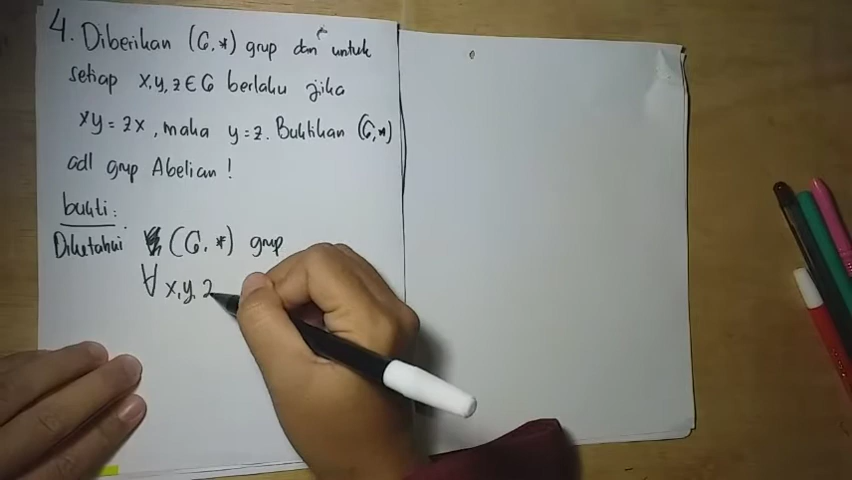 4. Diberikan (G,*) grup dan untuk
setiap x,y,z ∈ G berlaku jika
xy = zx, maka y = z. Buktikan (G,*)
adl grup Abelian !
bukti:
Diketahui : (G,*) grup
∀ x,y,z